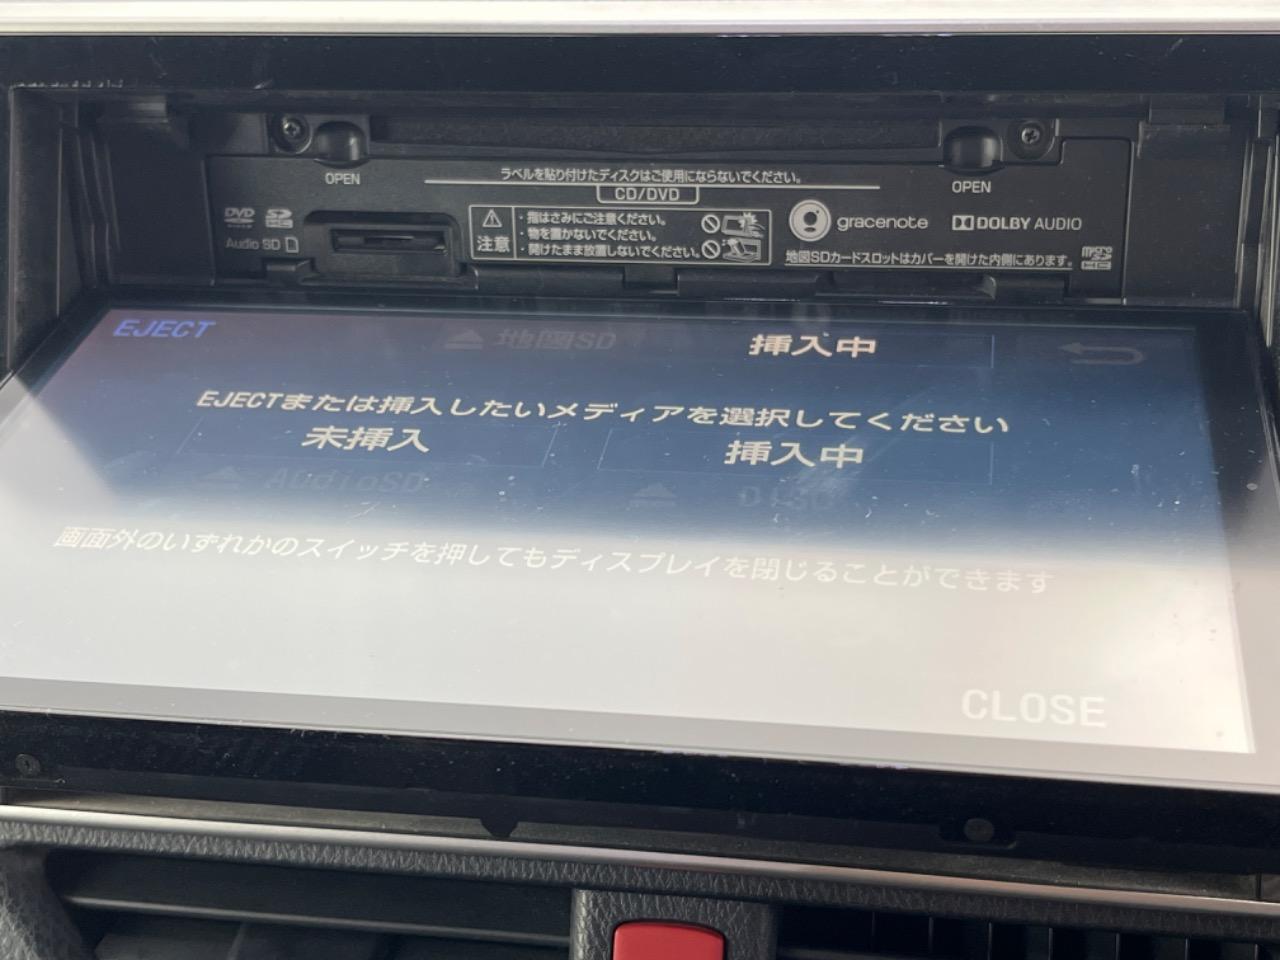 OPEN
ラベルを貼り付けたディスクはご使用にならないでください。
CD/DVD
OPEN
DVD VIDEO
SD HC
Audio SD
注意
・指はさみにご注意ください。
・物を置かないでください。
・開けたまま放置しないでください。
gracenote
DOLBY AUDIO
地図SDカードスロットはカバーを開けた内側にあります。
micro SD HC
EJECT
地図SD
挿入中
EJECTまたは挿入したいメディアを選択してください
未挿入
挿入中
AudioSD
DISC
画面外のいずれかのスイッチを押してもディスプレイを閉じることができます
CLOSE